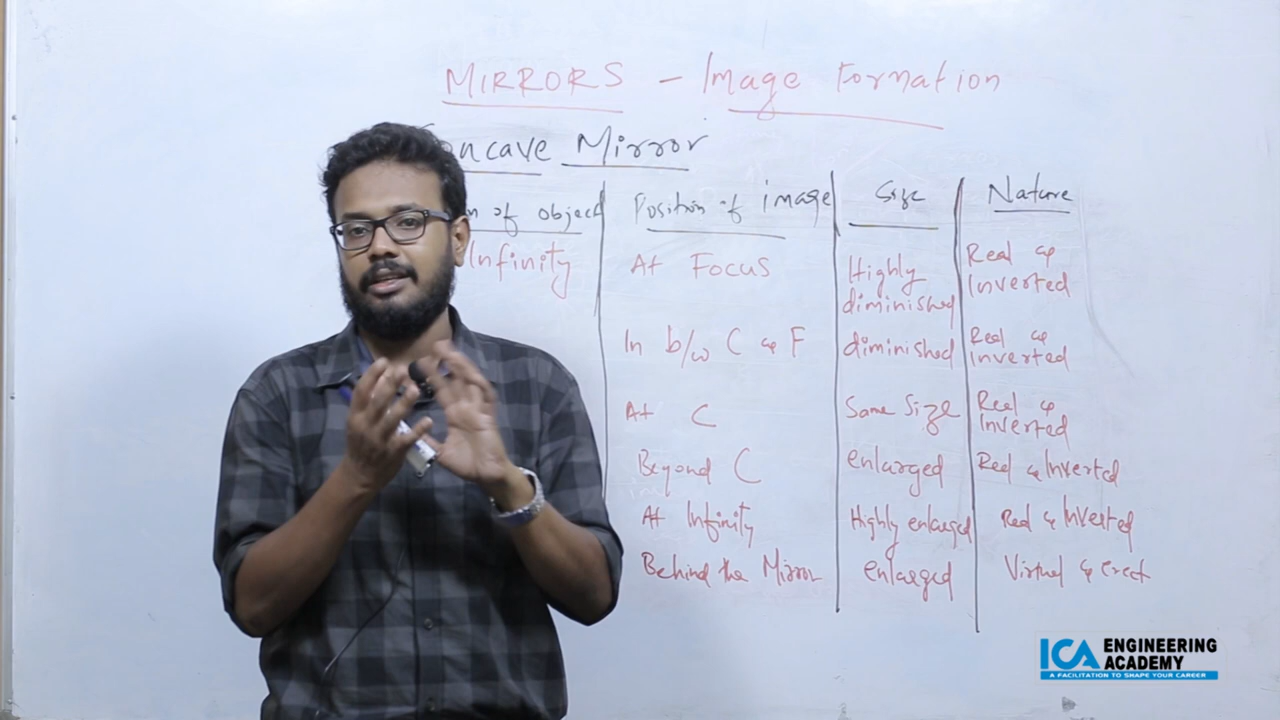 MIRRORS - Image Formation
oncave Mirror
n of object Position of image Size Nature
Infinity At Focus Highly diminished Real & Inverted
In b/w C & F diminished Real & Inverted
At C Same Size Real & Inverted
Beyond C enlarged Real & Inverted
At Infinity Highly enlarged Real & Inverted
Behind the Mirror enlarged Virtual & erect
ICA ENGINEERING ACADEMY
A FACILITATION TO SHAPE YOUR CAREER